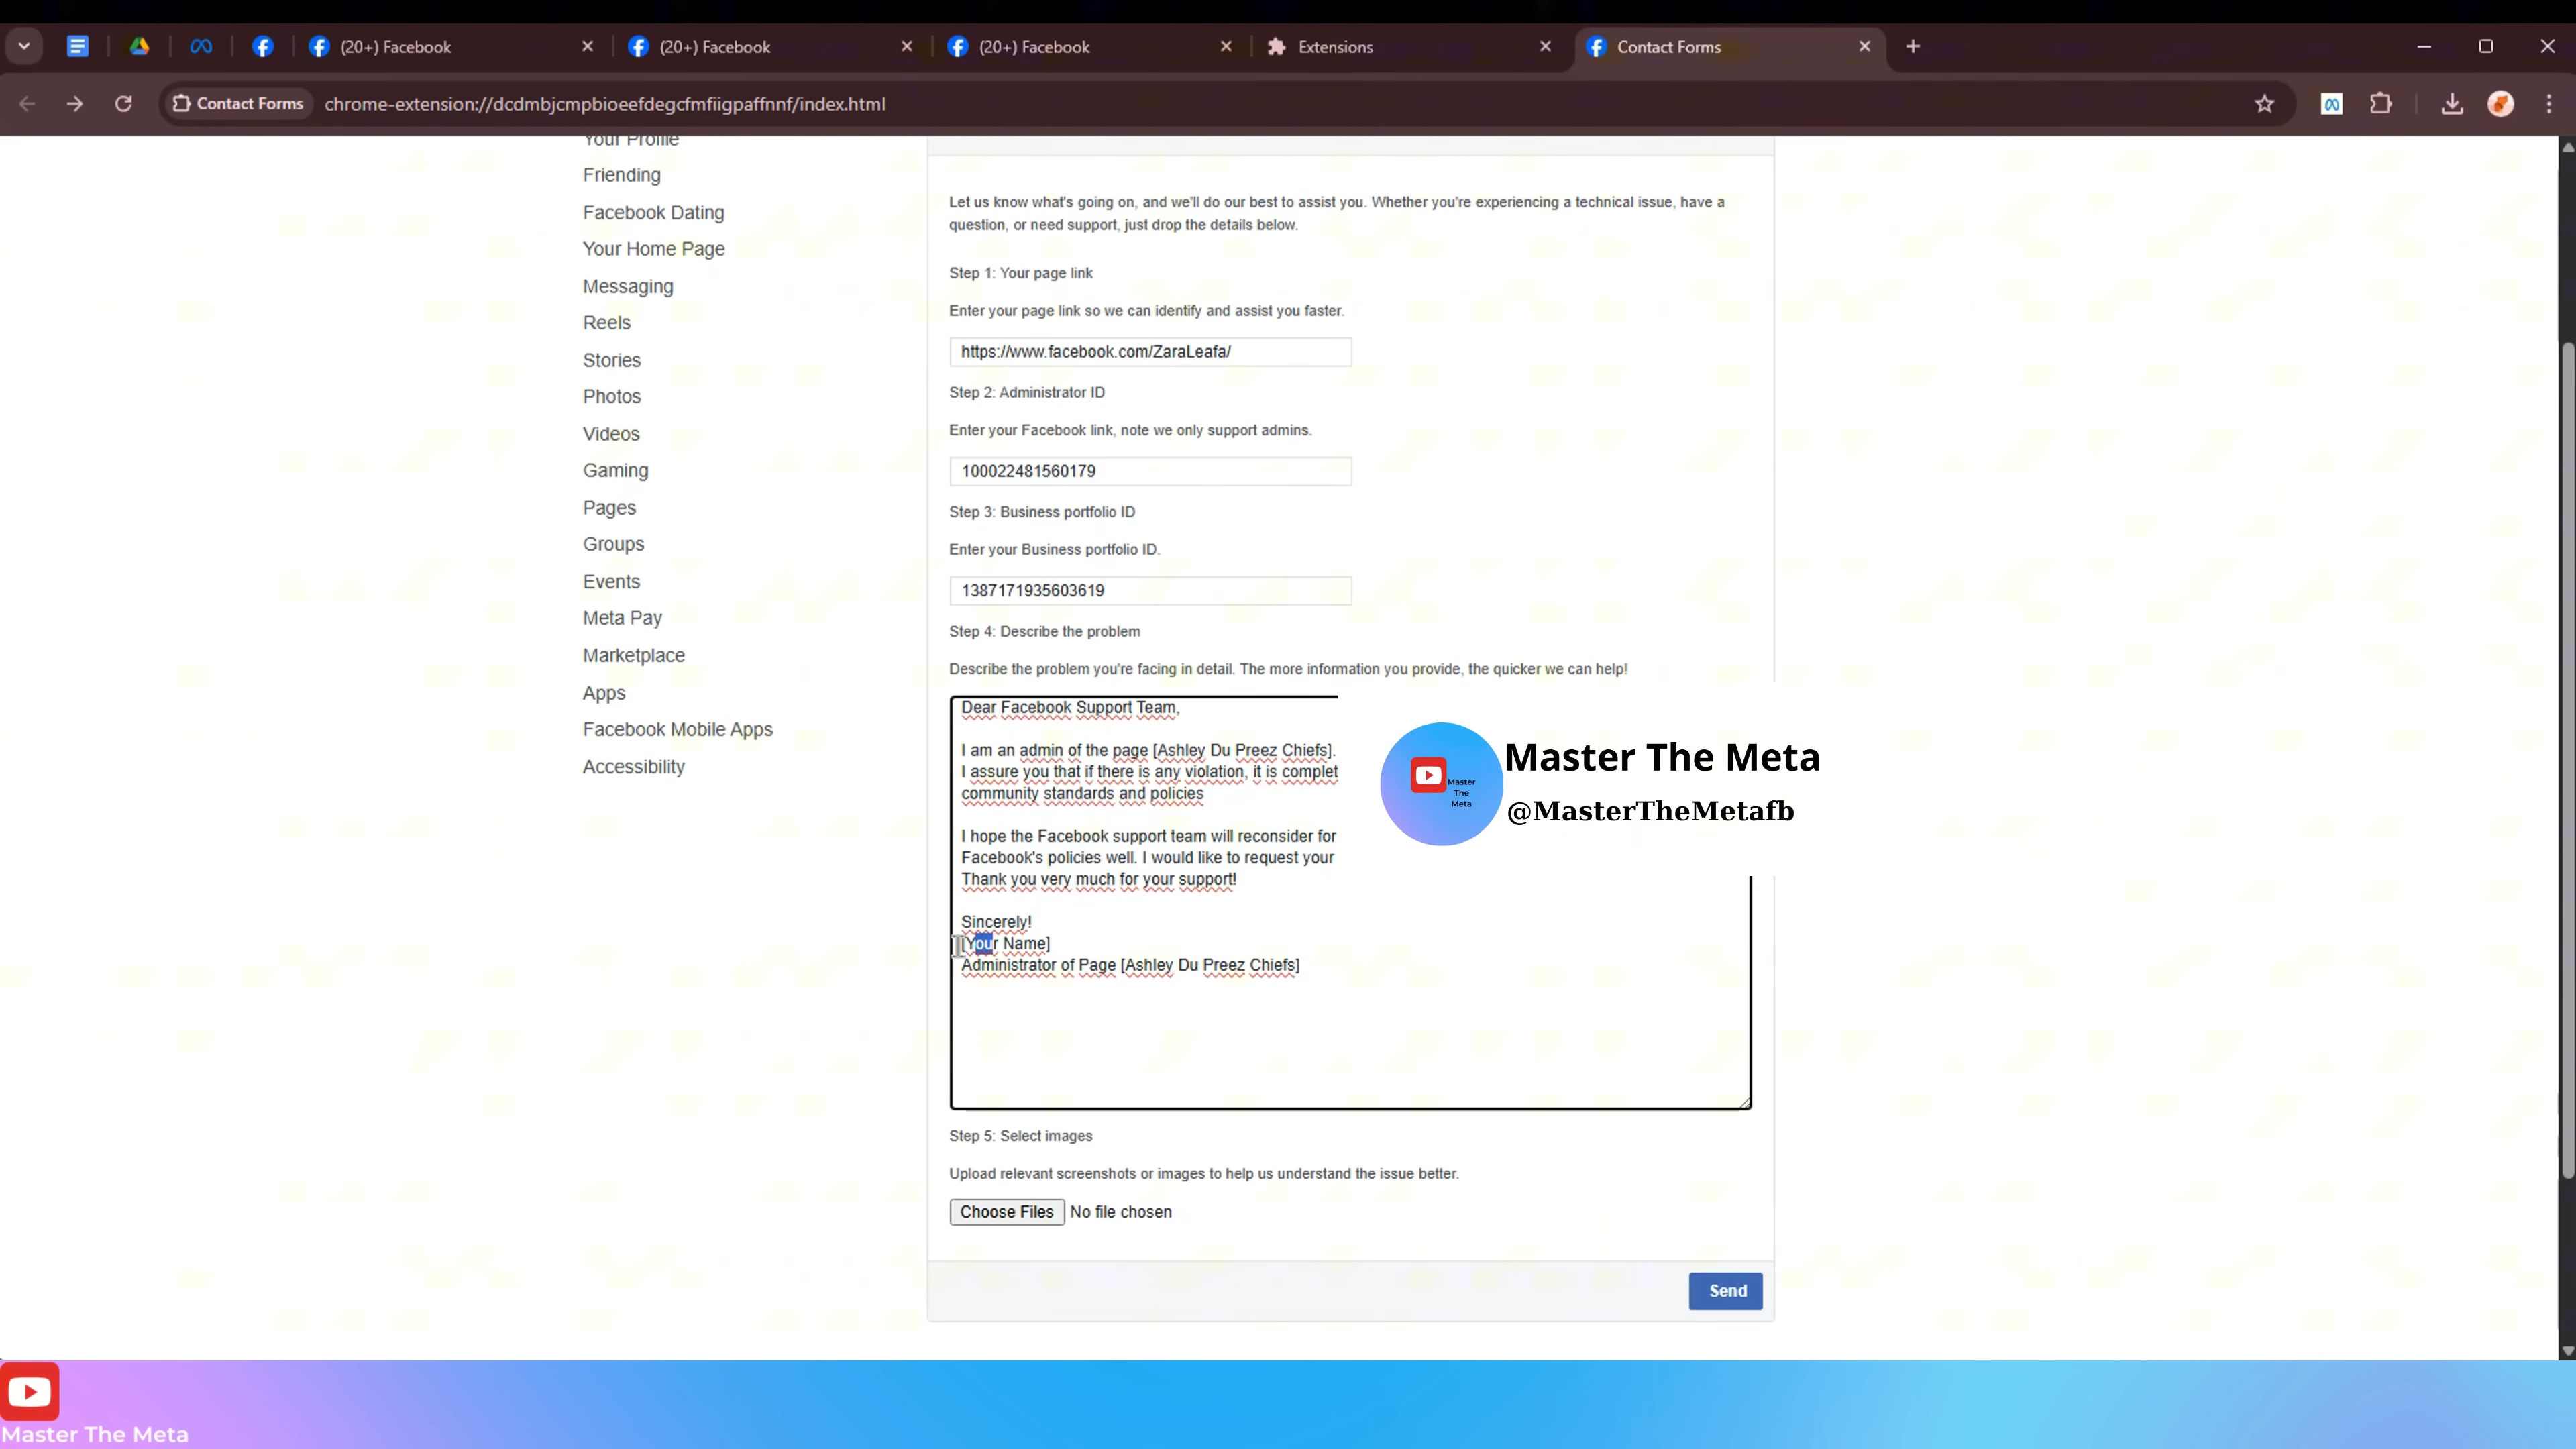 (20+) Facebook
(20+) Facebook
(20+) Facebook
Extensions
Contact Forms
Contact Forms
chrome-extension://dcdmbjcmpbioeefdegcfmfiigpaffnnf/index.html
Your Profile
Friending
Facebook Dating
Your Home Page
Messaging
Reels
Stories
Photos
Videos
Gaming
Pages
Groups
Events
Meta Pay
Marketplace
Apps
Facebook Mobile Apps
Accessibility
Let us know what's going on, and we'll do our best to assist you. Whether you're experiencing a technical issue, have a
question, or need support, just drop the details below.
Step 1: Your page link
Enter your page link so we can identify and assist you faster.
https://www.facebook.com/ZaraLeafa/
Step 2: Administrator ID
Enter your Facebook link, note we only support admins.
100022481560179
Step 3: Business portfolio ID
Enter your Business portfolio ID.
1387171935603619
Step 4: Describe the problem
Describe the problem you're facing in detail. The more information you provide, the quicker we can help!
Dear Facebook Support Team,
I am an admin of the page [Ashley Du Preez Chiefs].
I assure you that if there is any violation, it is complet
community standards and policies
I hope the Facebook support team will reconsider for
Facebook's policies well. I would like to request your
Thank you very much for your support!
Sincerely!
[Your Name]
Administrator of Page [Ashley Du Preez Chiefs]
Master
The
Meta
Master The Meta
@MasterTheMetafb
Step 5: Select images
Upload relevant screenshots or images to help us understand the issue better.
Choose Files No file chosen
Send
Master The Meta